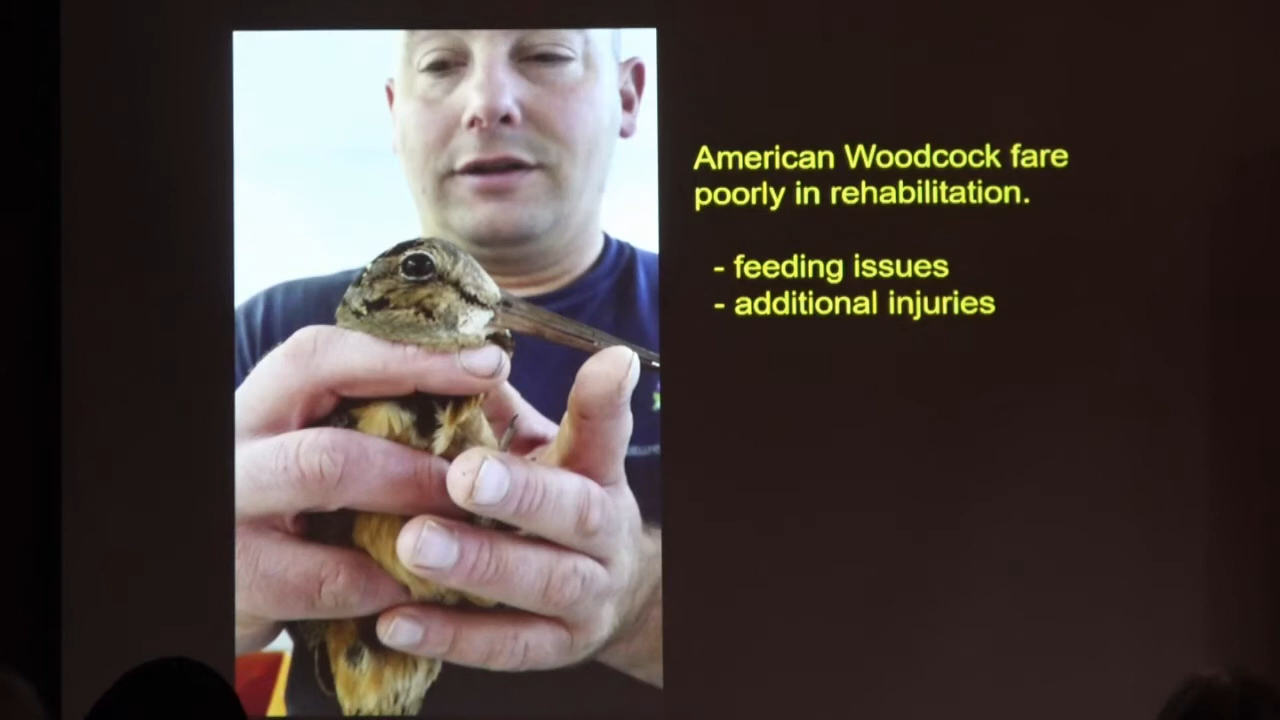 American Woodcock fare
poorly in rehabilitation.
- feeding issues
- additional injuries